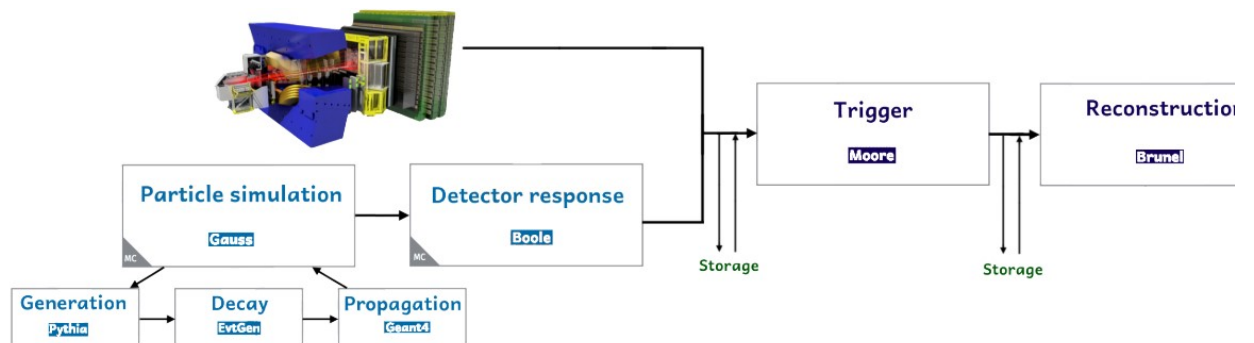 Trigger
Moore
Reconstruction
Brunel
Particle simulation
Gauss
MC
Detector response
Boole
MC
Storage
Storage
Generation
Pythia
Decay
EvtGen
Propagation
Geant4